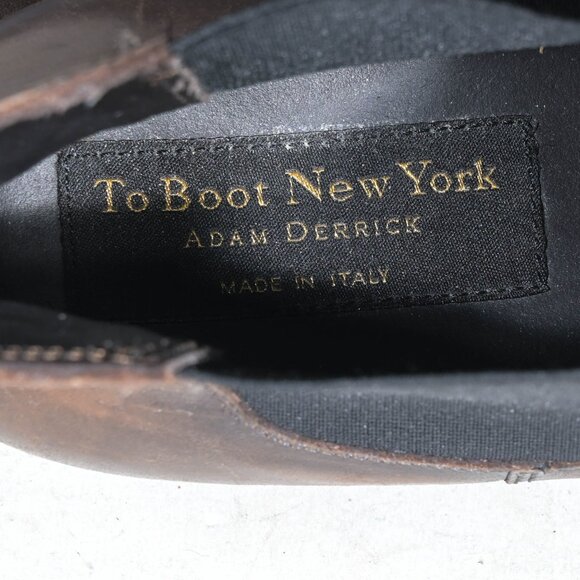 To Boot New York
Adam Derrick
Made in Italy